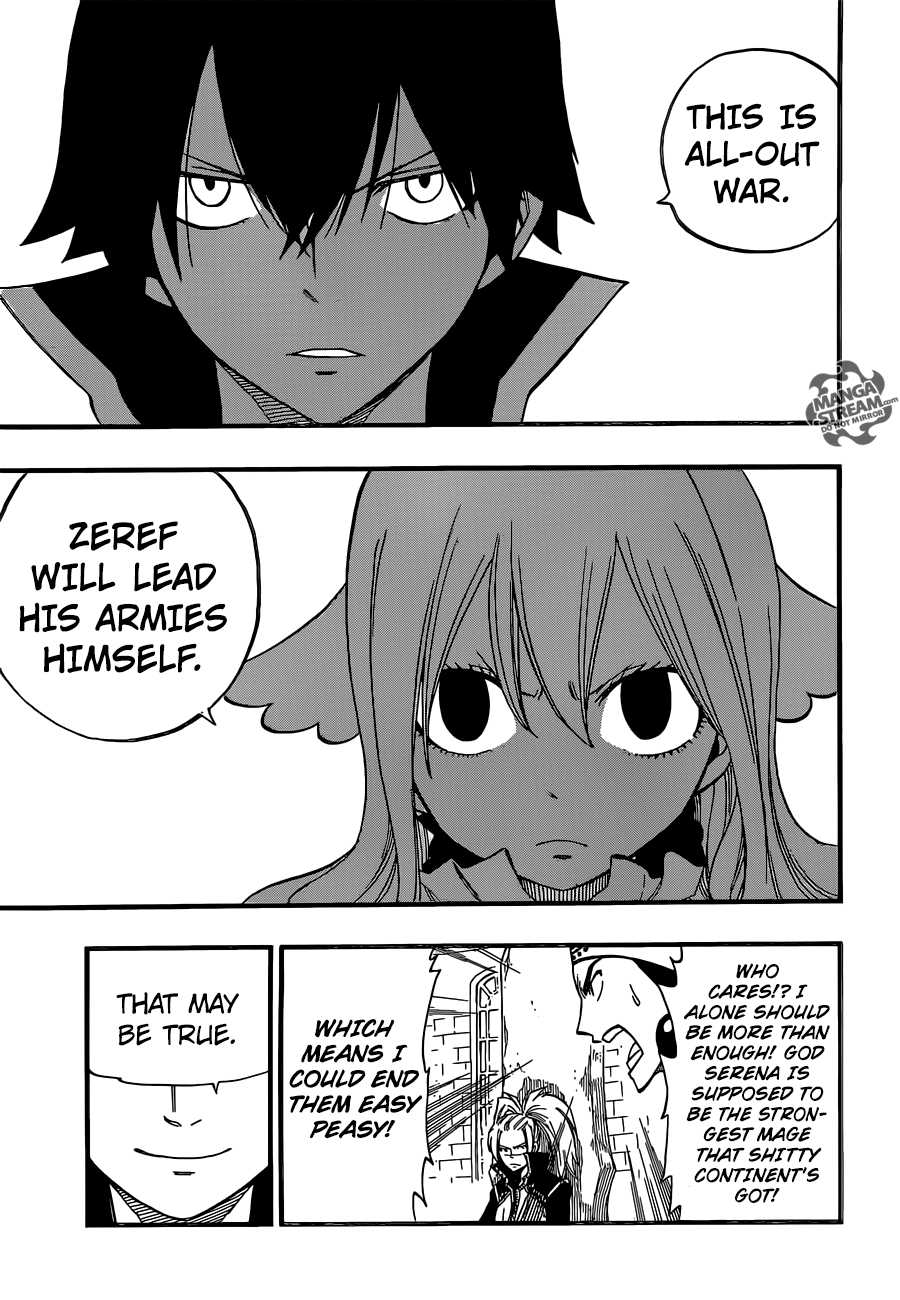 THIS IS
ALL-OUT
WAR.
MANGA
STREAM.com
DO NOT MIRROR
ZEREF
WILL LEAD
HIS ARMIES
HIMSELF.
WHO
CARES!? I
ALONE SHOULD
BE MORE THAN
ENOUGH! GOD
SERENA IS
SUPPOSED TO
BE THE STRON-
GEST MAGE
THAT SHITTY
CONTINENT'S
GOT!
WHICH
MEANS I
COULD END
THEM EASY
PEASY!
THAT MAY
BE TRUE.